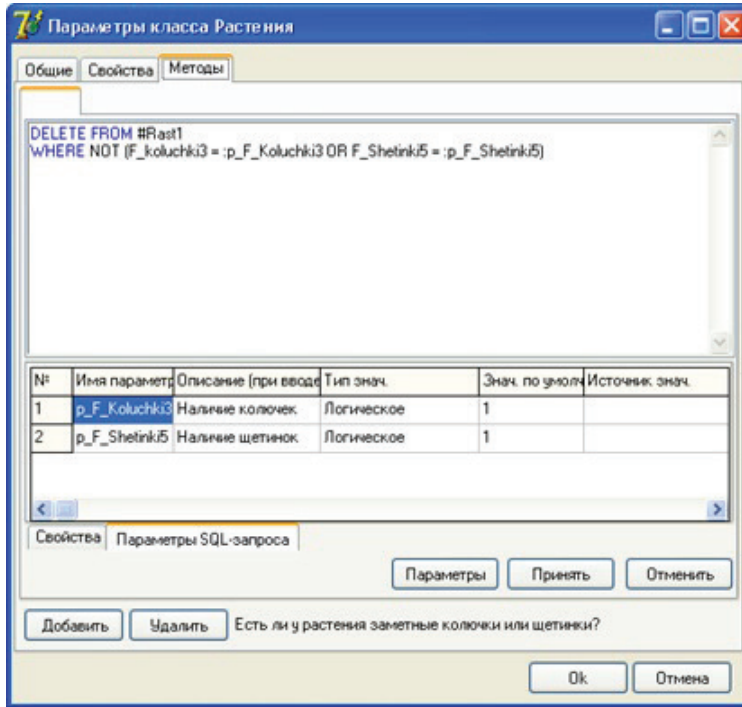 Параметры класса Растения
Общие Свойства Методы
DELETE FROM #Rast1
WHERE NOT (F_koluchki3 = :p_F_Koluchki3 OR F_Shetinki5 = :p_F_Shetinki5)
№ Имя параметр Описание (при вводе Тип знач. Знач. по умолч Источник знач.
1 p_F_Koluchki3 Наличие колючек Логическое 1
2 p_F_Shetinki5 Наличие щетинок Логическое 1
Свойства Параметры SQL-запроса
Параметры Принять Отменить
Добавить Удалить Есть ли у растения заметные колючки или щетинки?
Ok Отмена